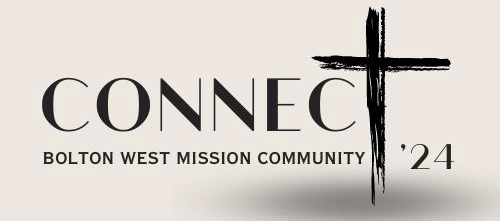 CONNECT
BOLTON WEST MISSION COMMUNITY
'24